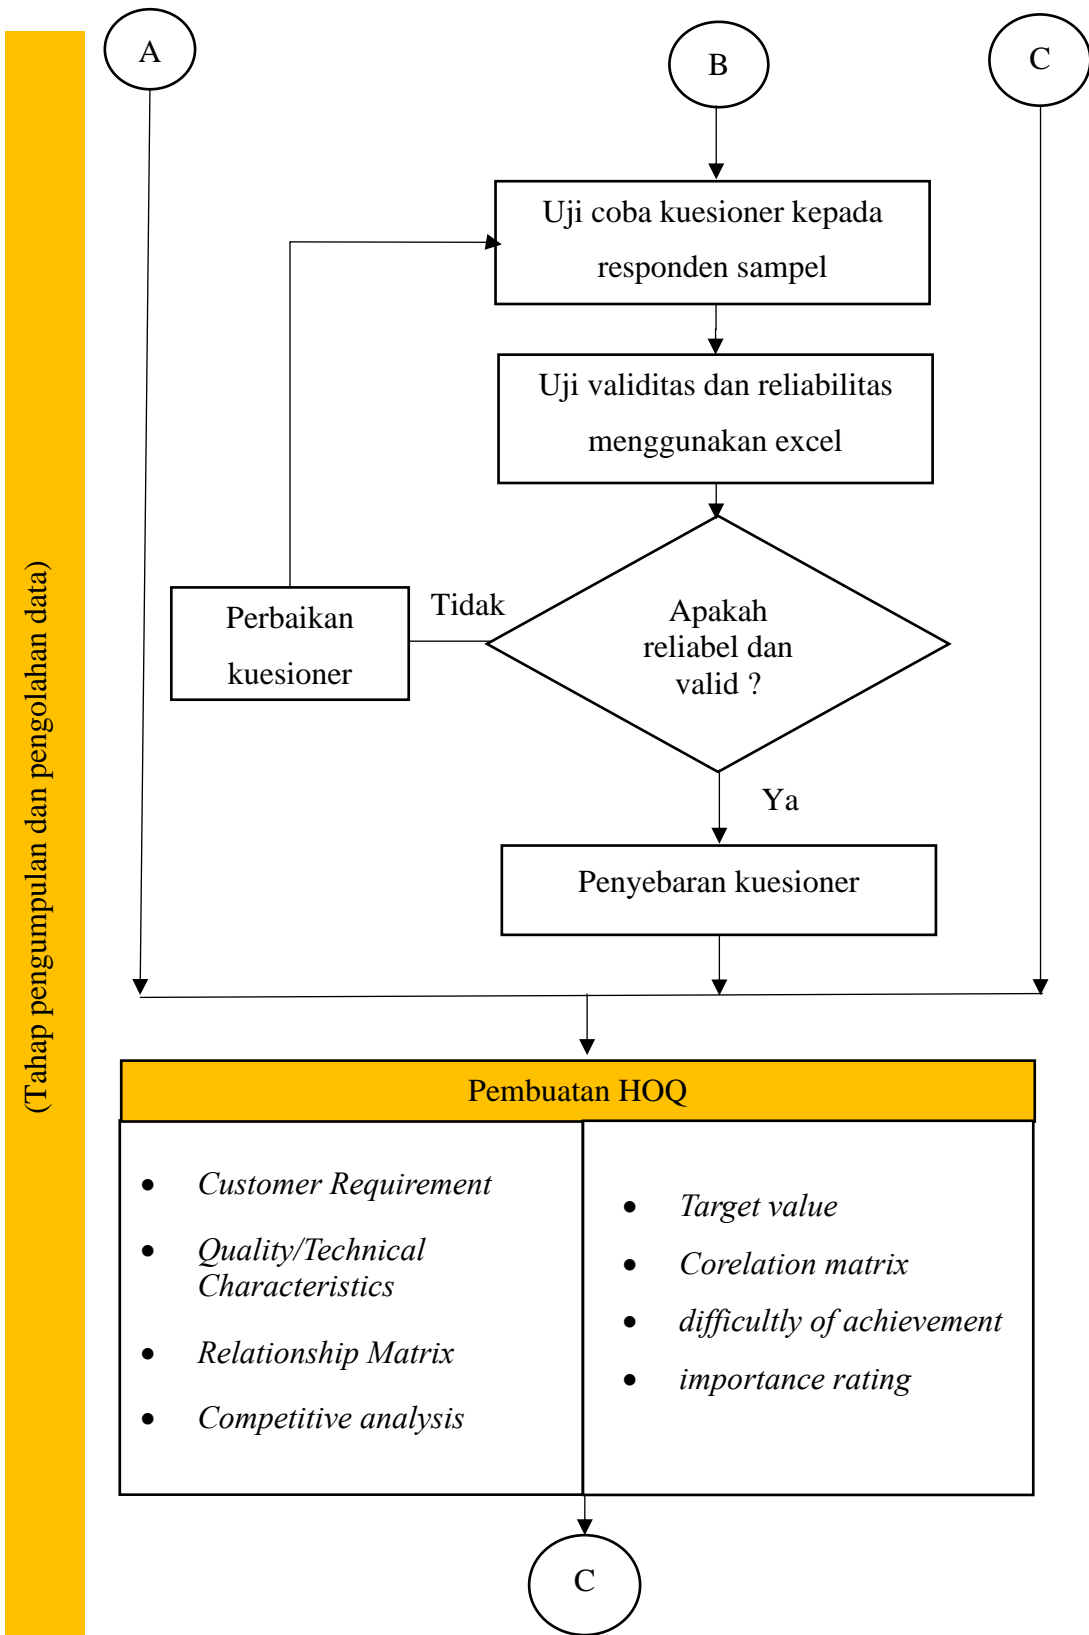 A
B
C
Uji coba kuesioner kepada
responden sampel
Uji validitas dan reliabilitas
menggunakan excel
Apakah
reliabel dan
valid ?
Tidak
Perbaikan
kuesioner
Ya
Penyebaran kuesioner
(Tahap pengumpulan dan pengolahan data)
Pembuatan HOQ
• Customer Requirement
• Quality/Technical
Characteristics
• Relationship Matrix
• Competitive analysis
• Target value
• Corelation matrix
• difficultly of achievement
• importance rating
C